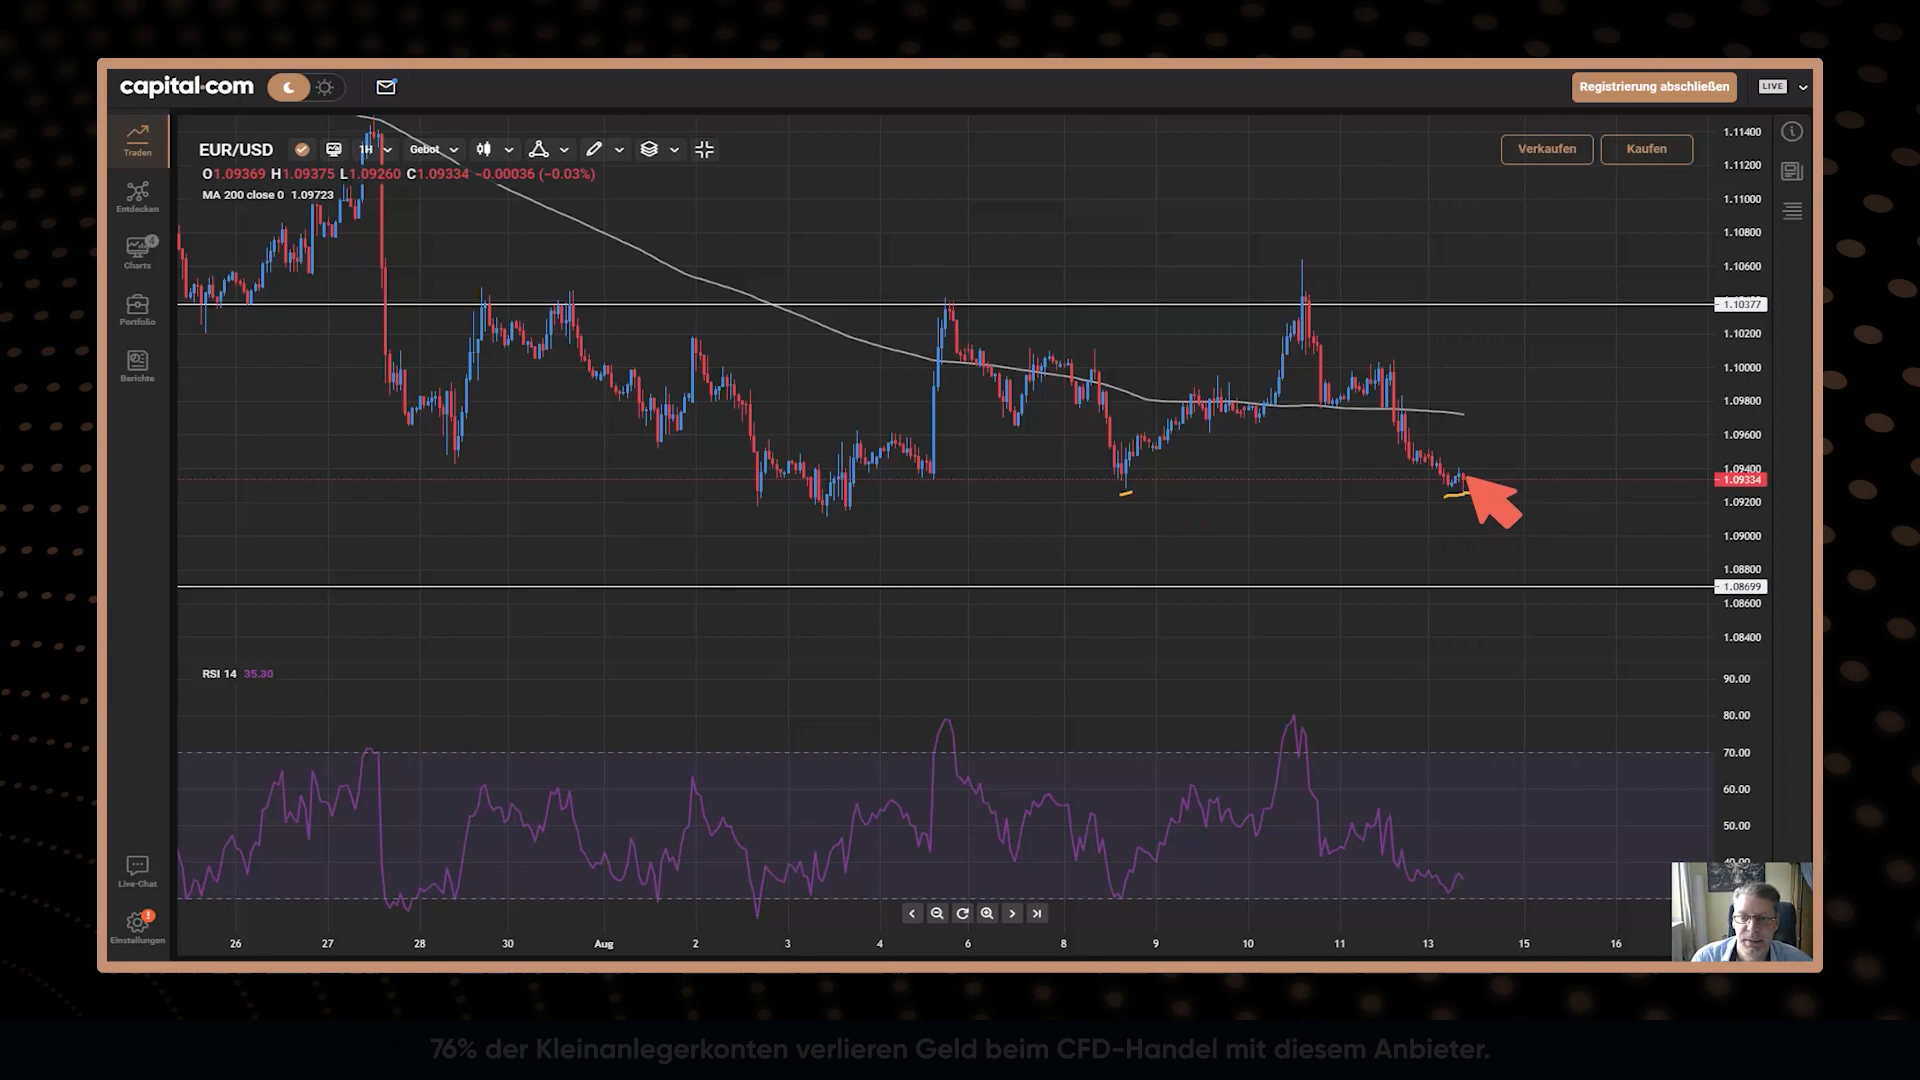 capital.com
Registrierung abschließen
LIVE
Traden
EUR/USD
1H
Gebot
Verkaufen
Kaufen
O1.09369 H1.09375 L1.09260 C1.09334 −0.00036 (−0.03%)
MA 200 close 0 1.09723
Entdecken
4
Charts
Portfolio
Berichte
1.11400
1.11200
1.11000
1.10800
1.10600
1.10377
1.10200
1.10000
1.09800
1.09600
1.09400
1.09334
1.09200
1.09000
1.08800
1.08699
1.08600
1.08400
RSI 14 35.30
90.00
80.00
70.00
60.00
50.00
40.00
Live-Chat
!
Einstellungen
26 27 28 30 Aug 2 3 4 6 8 9 10 11 13 15 16
76% der Kleinanlegerkonten verlieren Geld beim CFD-Handel mit diesem Anbieter.